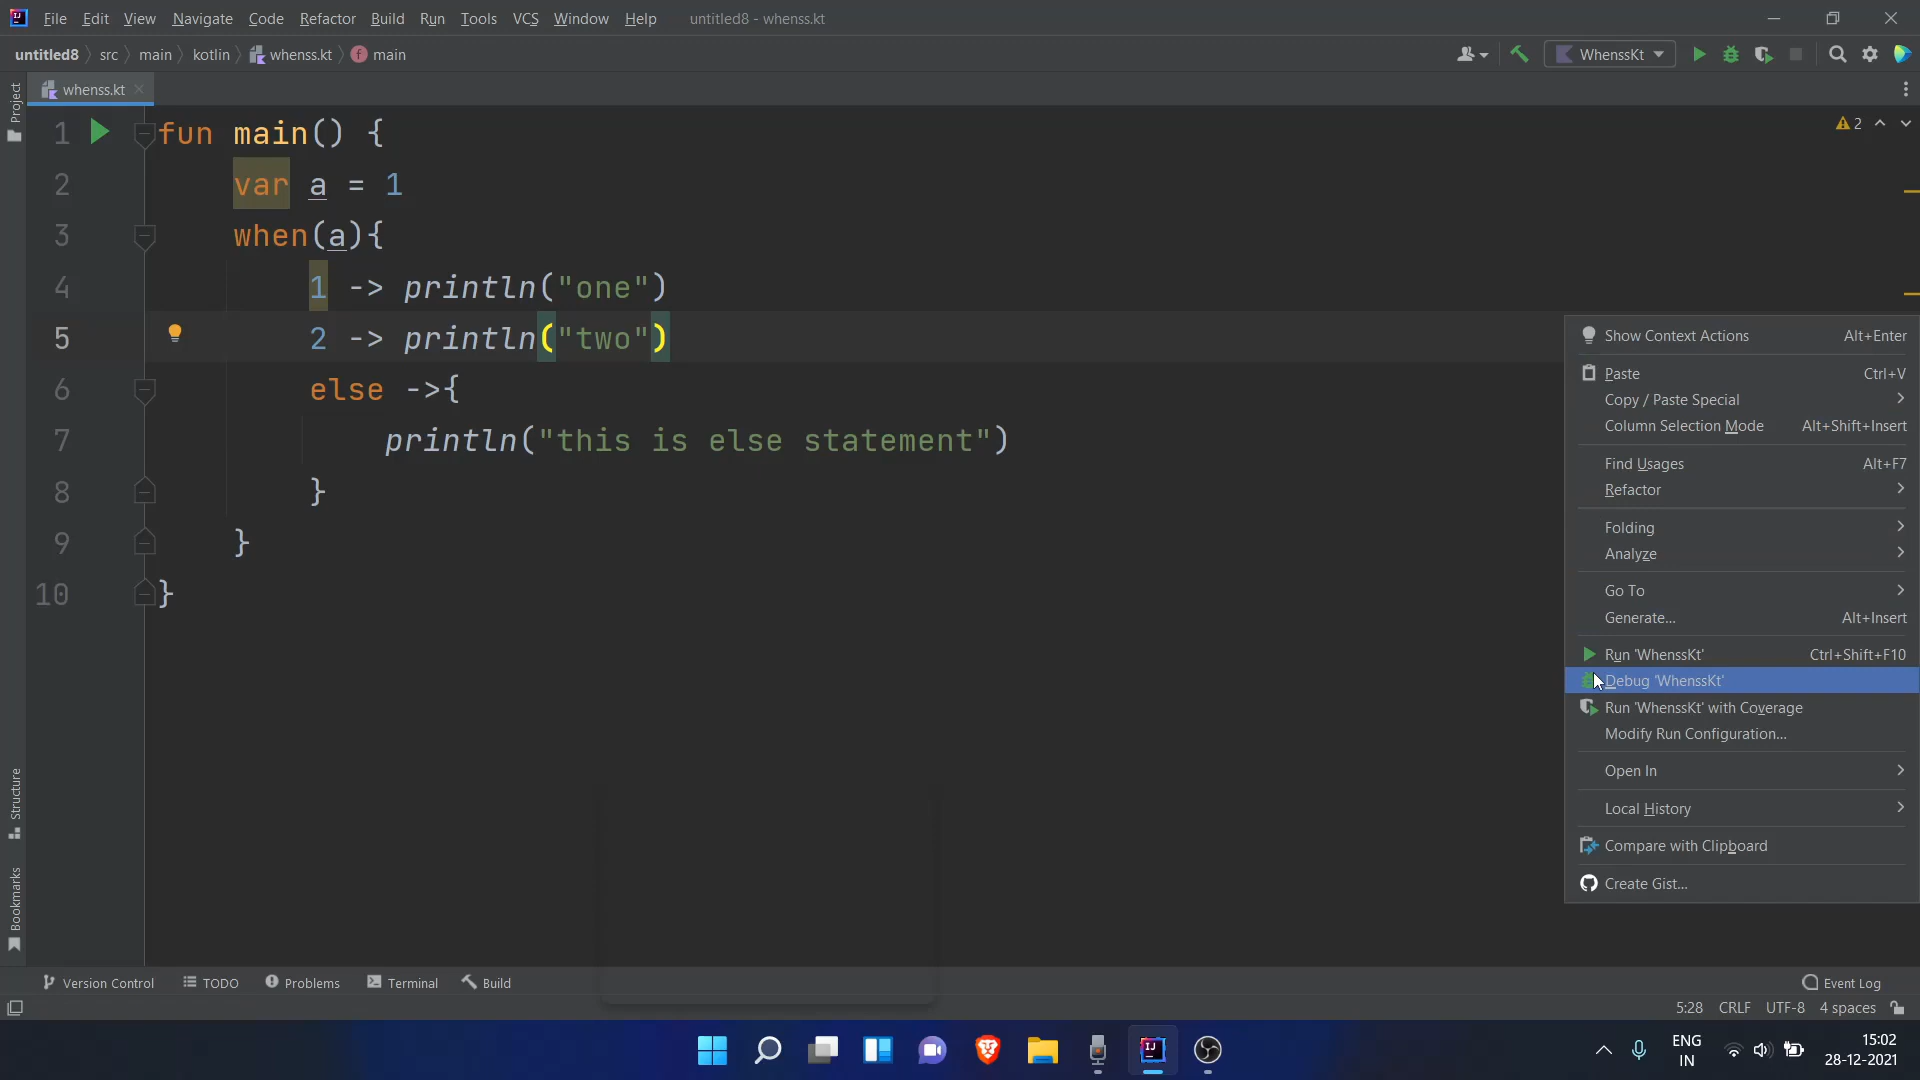 File Edit View Navigate Code Refactor Build Run Tools VCS Window Help untitled8 - whenss.kt
untitled8 src main kotlin whenss.kt main WhenssKt
whenss.kt
Project
2
1 fun main() {
2 var a = 1
3 when(a){
4 1 -> println("one")
5 2 -> println("two")
6 else ->{
7 println("this is else statement")
8 }
9 }
10 }
Show Context Actions Alt+Enter
Paste Ctrl+V
Copy / Paste Special
Column Selection Mode Alt+Shift+Insert
Find Usages Alt+F7
Refactor
Folding
Analyze
Go To
Generate... Alt+Insert
Run 'WhenssKt' Ctrl+Shift+F10
Debug 'WhenssKt'
Run 'WhenssKt' with Coverage
Modify Run Configuration...
Open In
Local History
Compare with Clipboard
Create Gist...
Structure
Bookmarks
Version Control TODO Problems Terminal Build Event Log
5:28 CRLF UTF-8 4 spaces
ENG
IN
15:02
28-12-2021